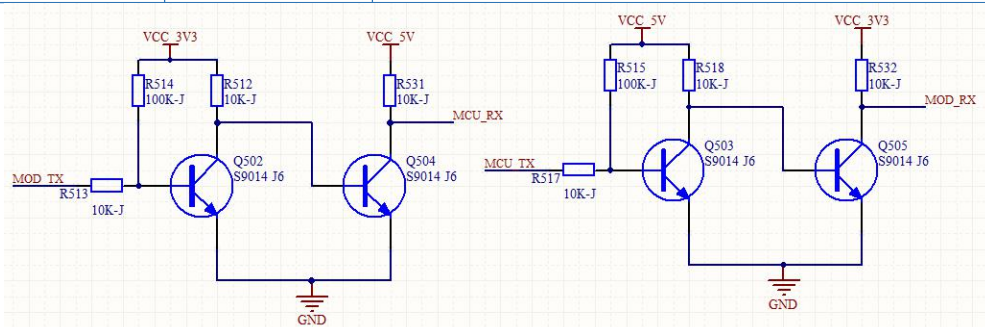 VCC_3V3
VCC_5V
R514
100K-J
R512
10K-J
R531
10K-J
MCU_RX
Q502
S9014 J6
Q504
S9014 J6
MOD_TX
R513
10K-J
GND
VCC_5V
VCC_3V3
R515
100K-J
R518
10K-J
R532
10K-J
MOD_RX
Q503
S9014 J6
Q505
S9014 J6
MCU_TX
R517
10K-J
GND